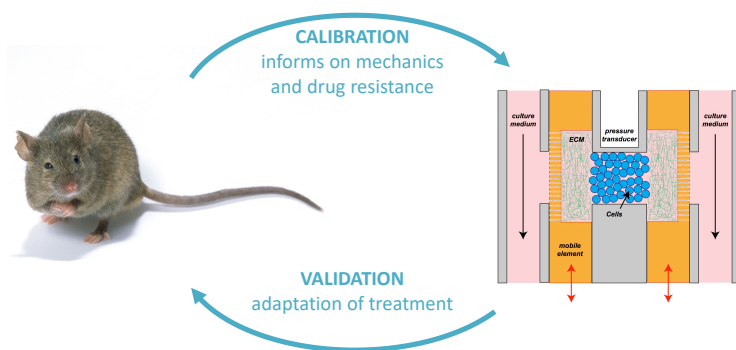 CALIBRATION
informs on mechanics
and drug resistance
culture
medium
ECM
pressure
transducer
culture
medium
Cells
mobile
element
VALIDATION
adaptation of treatment